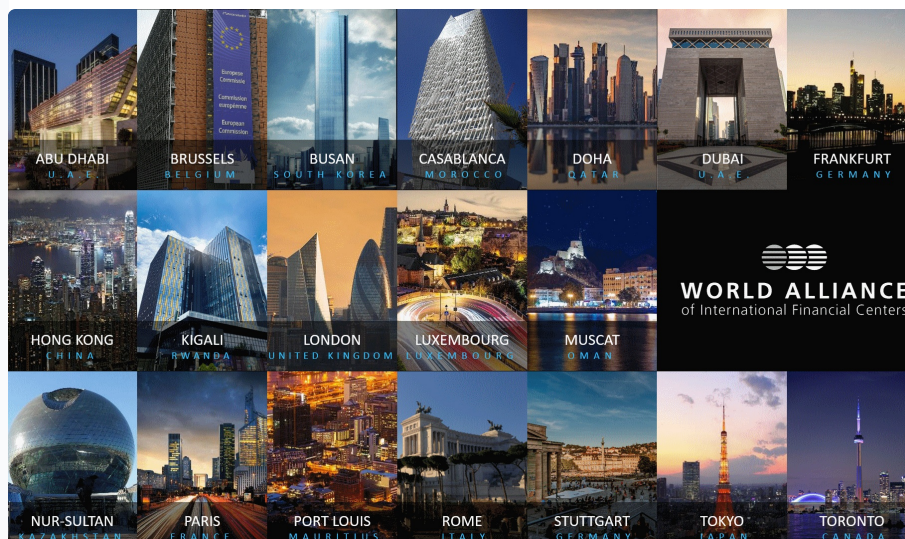 European
Commissie
Commission
européenne
European
Commission
ABU DHABI
U.A.E.
BRUSSELS
BELGIUM
BUSAN
SOUTH KOREA
CASABLANCA
MOROCCO
DOHA
QATAR
DUBAI
U.A.E.
FRANKFURT
GERMANY
HONG KONG
CHINA
KIGALI
RWANDA
LONDON
UNITED KINGDOM
LUXEMBOURG
LUXEMBOURG
MUSCAT
OMAN
WORLD ALLIANCE
of International Financial Centers
NUR-SULTAN
KAZAKHSTAN
PARIS
FRANCE
PORT LOUIS
MAURITIUS
ROME
ITALY
STUTTGART
GERMANY
TOKYO
JAPAN
TORONTO
CANADA